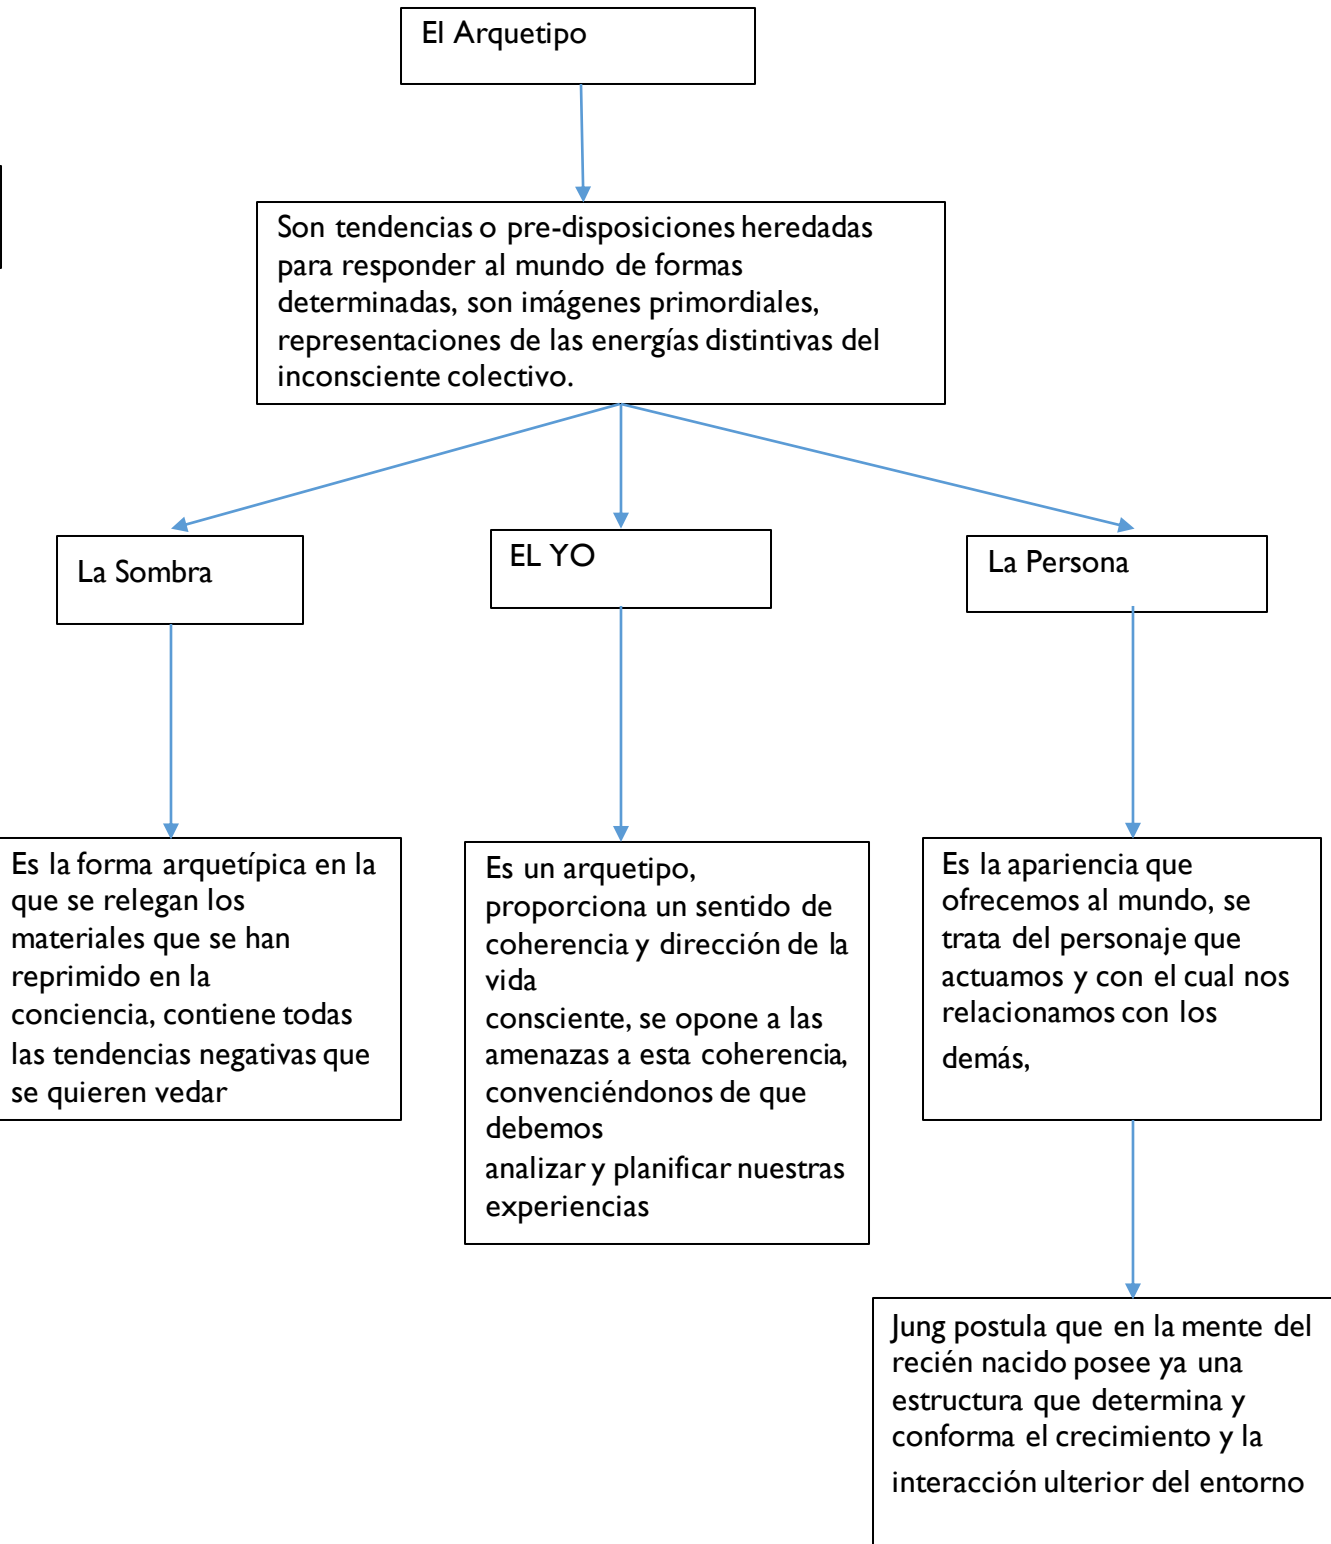 El Arquetipo
Son tendencias o pre-disposiciones heredadas
para responder al mundo de formas
determinadas, son imágenes primordiales,
representaciones de las energías distintivas del
inconsciente colectivo.
La Sombra
EL YO
La Persona
Es la forma arquetípica en la
que se relegan los
materiales que se han
reprimido en la
conciencia, contiene todas
las tendencias negativas que
se quieren vedar
Es un arquetipo,
proporciona un sentido de
coherencia y dirección de la
vida
consciente, se opone a las
amenazas a esta coherencia,
convenciéndonos de que
debemos
analizar y planificar nuestras
experiencias
Es la apariencia que
ofrecemos al mundo, se
trata del personaje que
actuamos y con el cual nos
relacionamos con los
demás,
Jung postula que en la mente del
recién nacido posee ya una
estructura que determina y
conforma el crecimiento y la
interacción ulterior del entorno